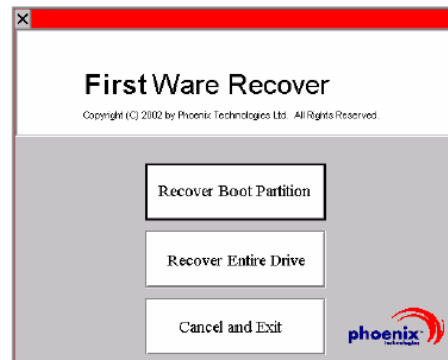 First Ware Recover
Copyright (C) 2002 by Phoenix Technologies Ltd. All Rights Reserved.
Recover Boot Partition
Recover Entire Drive
Cancel and Exit
phoenix
technologies